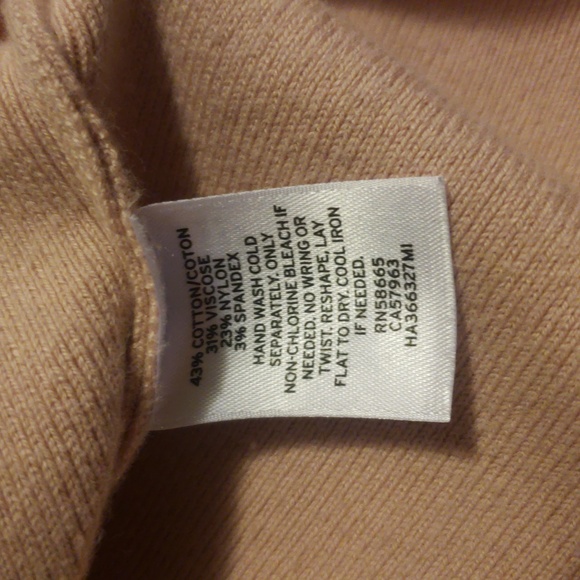 43% COTTON/COTON
31% VISCOSE
23% NYLON
3% SPANDEX
HAND WASH COLD
SEPARATELY. ONLY
NON-CHLORINE BLEACH IF
NEEDED. NO WRING OR
TWIST. RESHAPE, LAY
FLAT TO DRY. COOL IRON
IF NEEDED.
RN58665
CA57963
HA366327MI